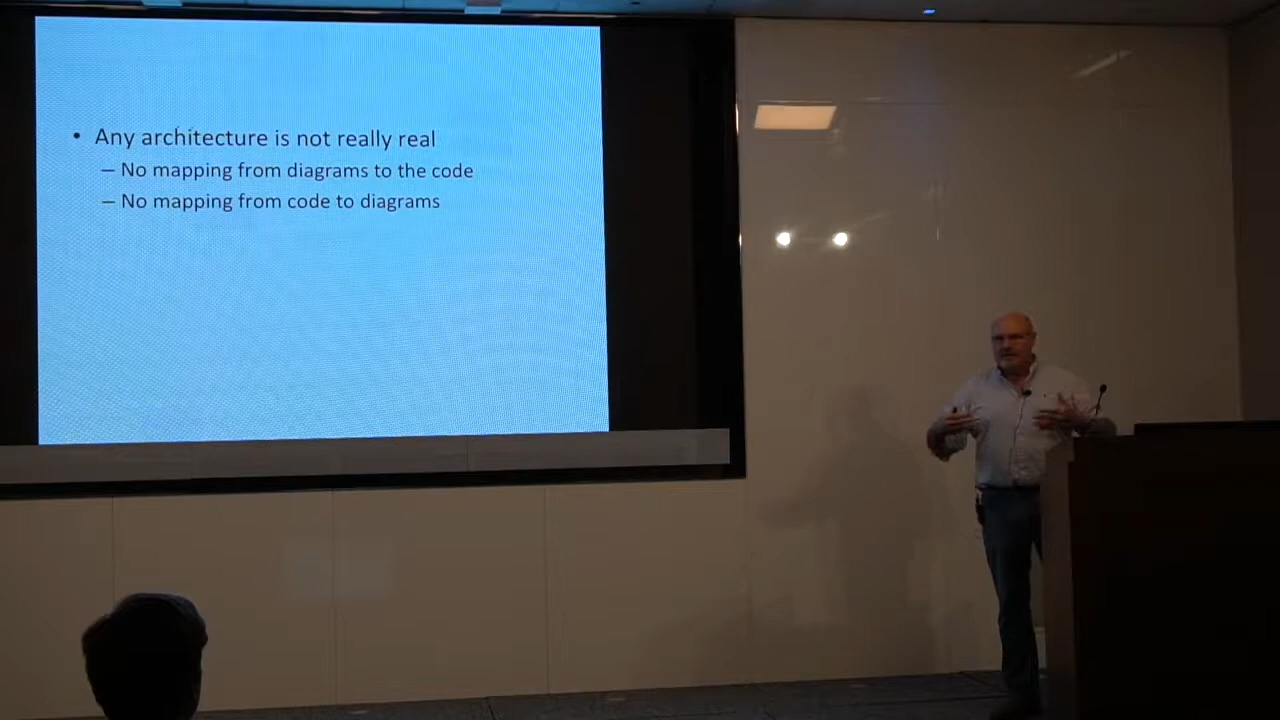 • Any architecture is not really real
– No mapping from diagrams to the code
– No mapping from code to diagrams